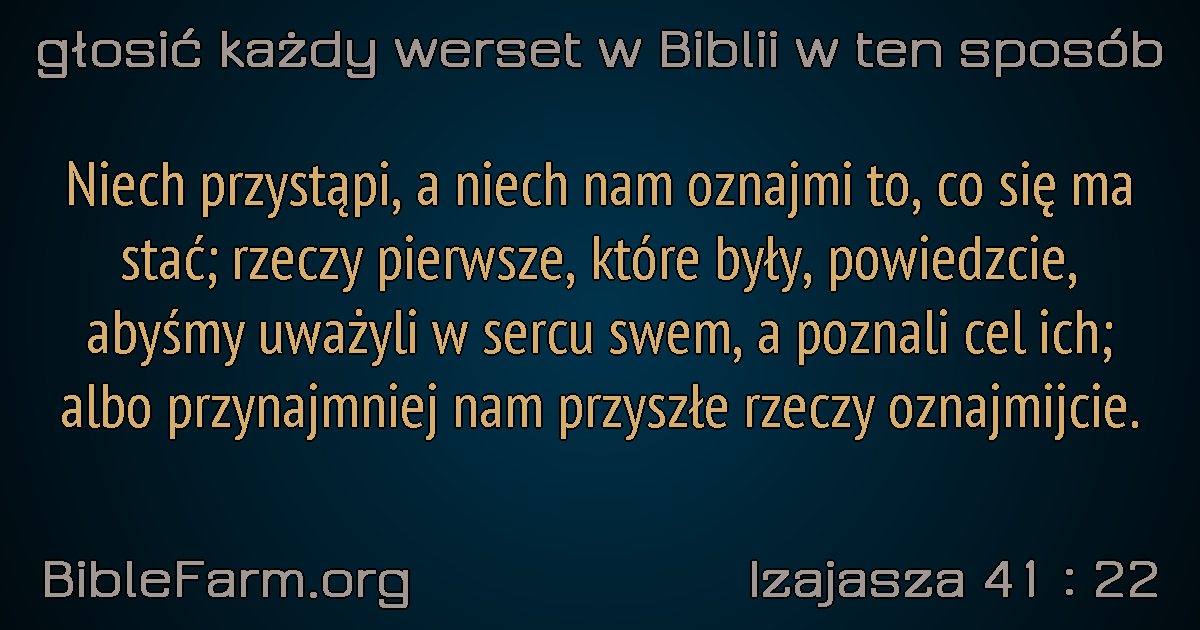 głosić każdy werset w Biblii w ten sposób
Niech przystąpi, a niech nam oznajmi to, co się ma
stać; rzeczy pierwsze, które były, powiedzcie,
abyśmy uważyli w sercu swem, a poznali cel ich;
albo przynajmniej nam przyszłe rzeczy oznajmijcie.
BibleFarm.org
Izajasza 41 : 22